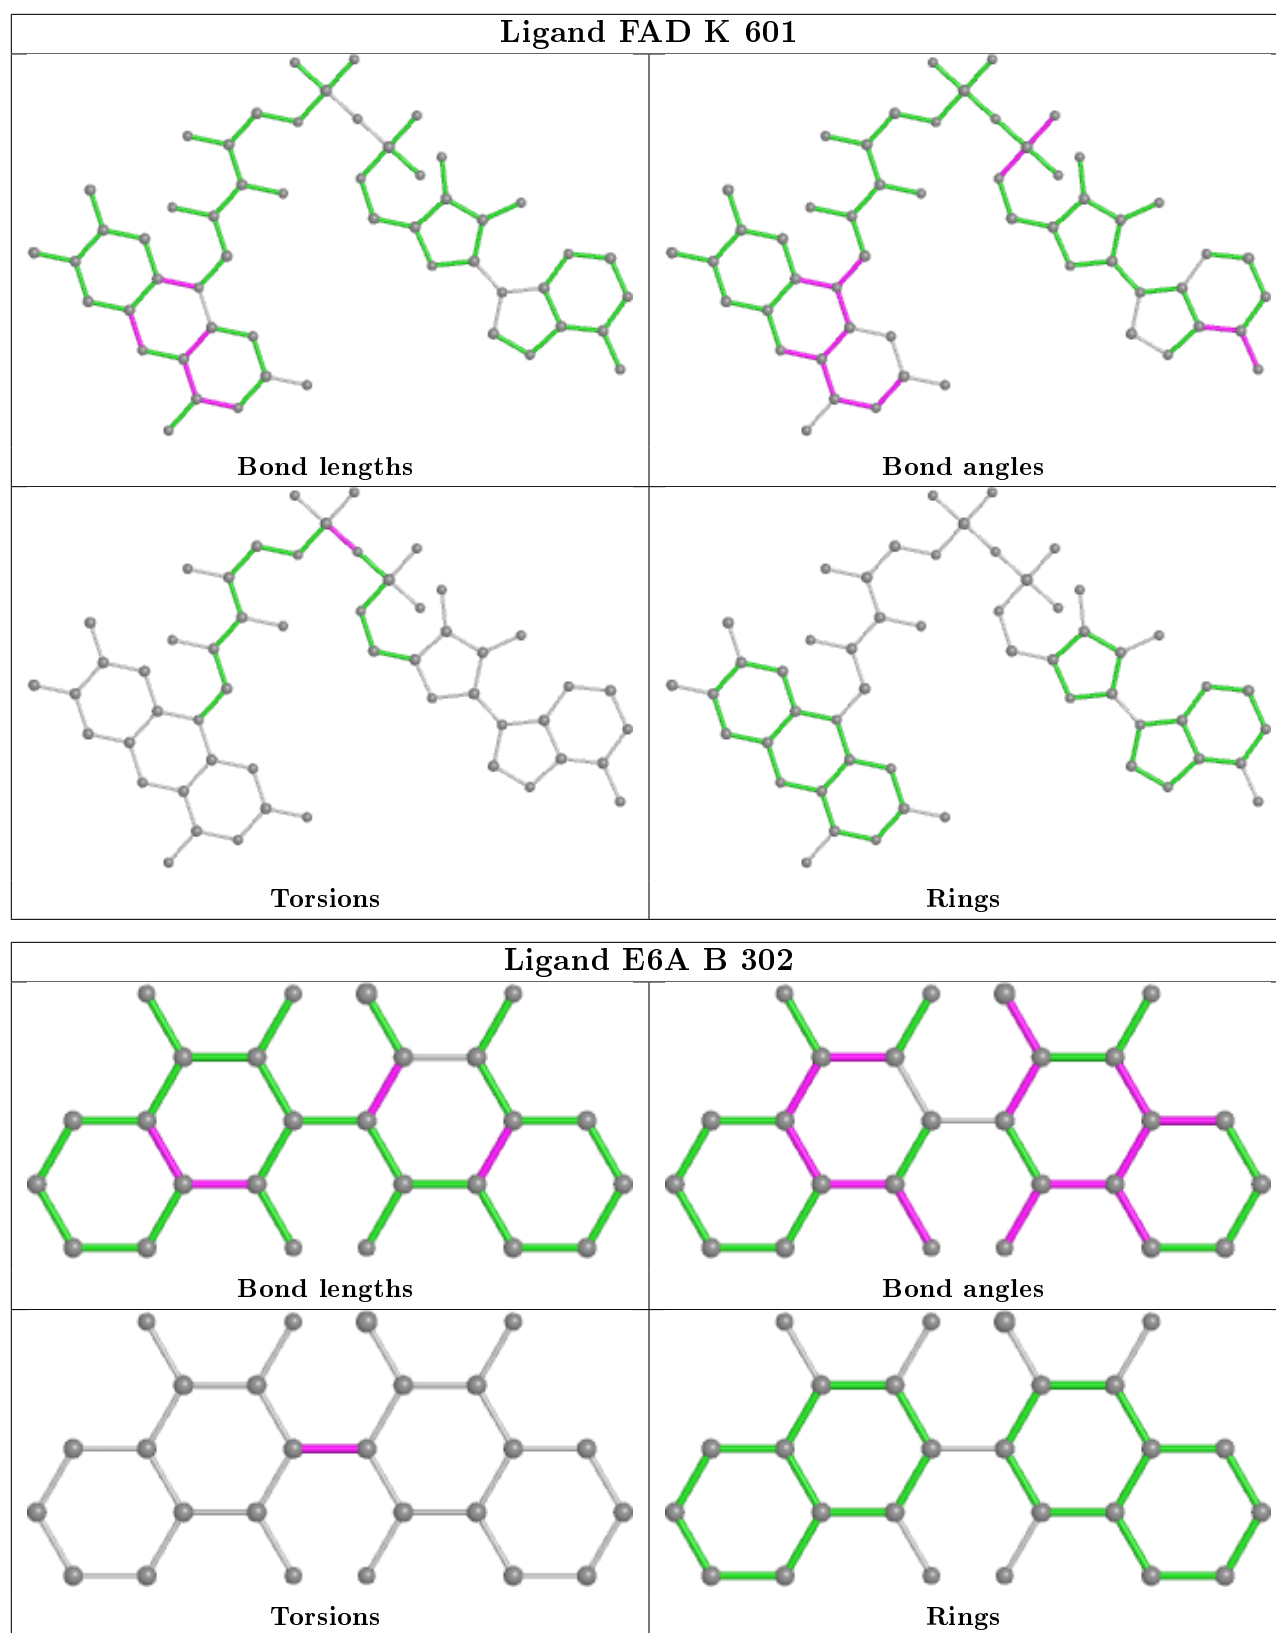 Ligand FAD K 601
Bond lengths
Bond angles
Torsions
Rings
Ligand E6A B 302
Bond lengths
Bond angles
Torsions
Rings